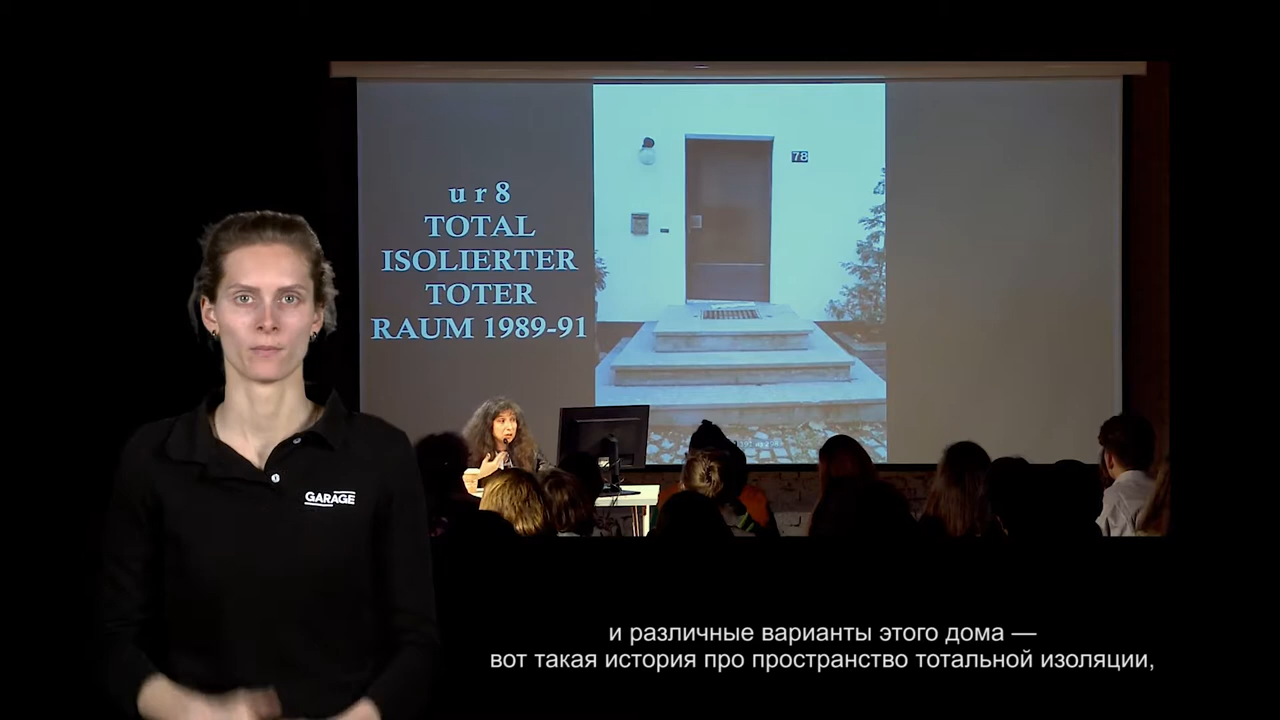 u r 8
TOTAL
ISOLIERTER
TOTER
RAUM 1989-91
78
GARAGE
и различные варианты этого дома —
вот такая история про пространство тотальной изоляции,